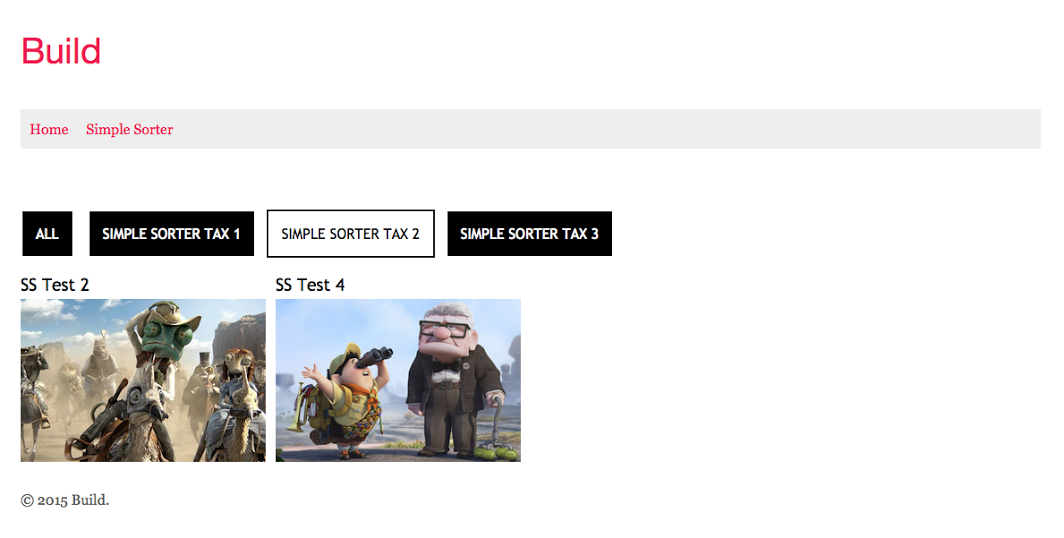 Build
Home Simple Sorter
ALL SIMPLE SORTER TAX 1 SIMPLE SORTER TAX 2 SIMPLE SORTER TAX 3
SS Test 2 SS Test 4
© 2015 Build.